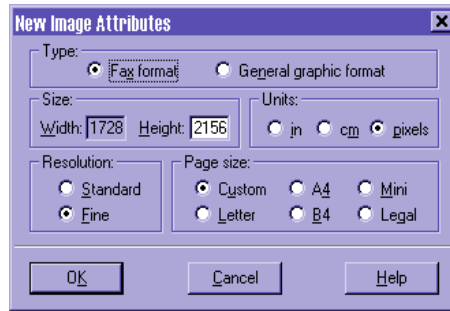 New Image Attributes
Type:
Fax format General graphic format
Size: Units:
Width: 1728 Height: 2156 in cm pixels
Resolution: Page size:
Standard Custom A4 Mini
Fine Letter B4 Legal
OK Cancel Help